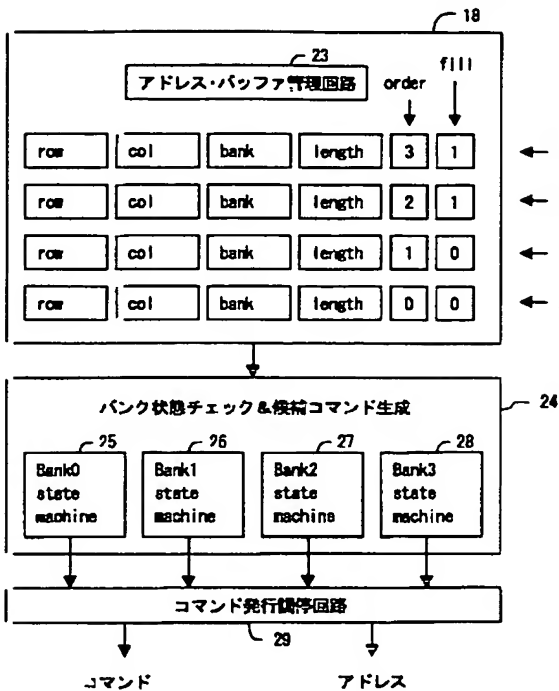 18
23
fill
アドレス・バッファ管理回路
order
row col bank length 3 1
row col bank length 2 1
row col bank length 1 0
row col bank length 0 0
24
バンク状態チェック&候補コマンド生成
25 26 27 28
Bank0 Bank1 Bank2 Bank3
state state state state
machine machine machine machine
コマンド発行調停回路
29
コマンド アドレス